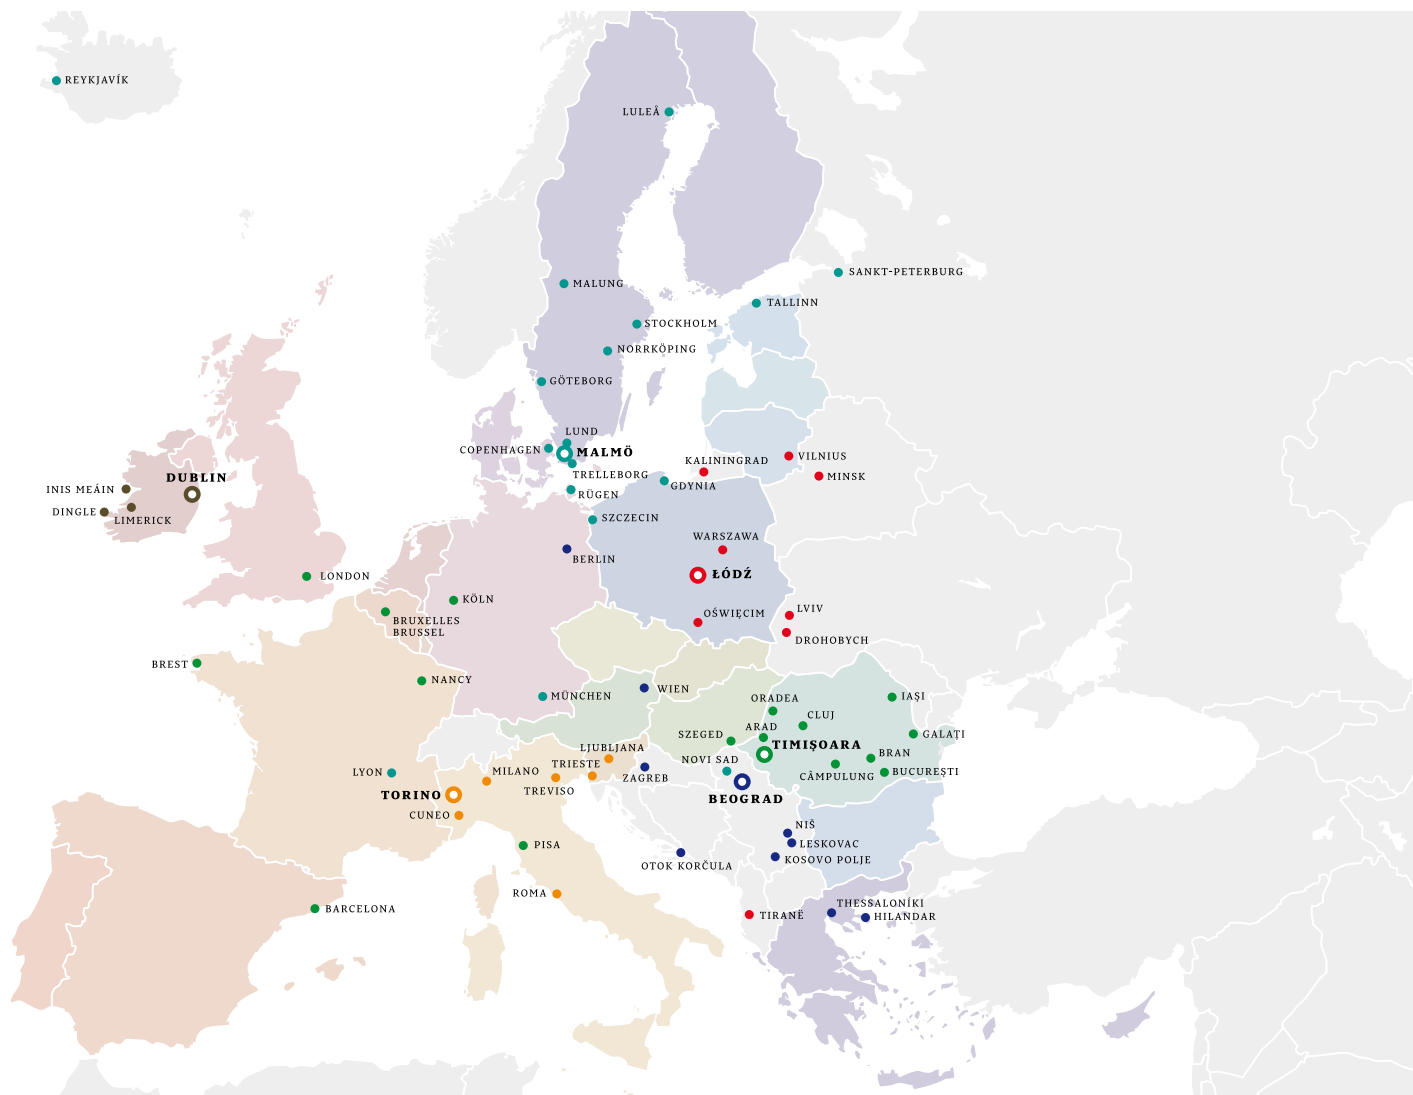 REYKJAVÍK
LULEÅ
SANKT-PETERBURG
MALUNG
TALLINN
STOCKHOLM
NORRKÖPING
GÖTEBORG
LUND
COPENHAGEN
MALMÖ
TRELLEBORG
RÜGEN
KALININGRAD
VILNIUS
MINSK
GDYNIA
DUBLIN
INIS MEÁIN
DINGLE
LIMERICK
SZCZECIN
WARSZAWA
BERLIN
ŁÓDŹ
LONDON
KÖLN
BRUXELLES
BRUSSEL
OŚWIĘCIM
LVIV
DROHOBYCH
BREST
NANCY
MÜNCHEN
WIEN
ORADEA
IAȘI
CLUJ
ARAD
SZEGED
GALAȚI
TIMIȘOARA
LJUBLJANA
BRAN
NOVI SAD
TRIESTE
LYON
MILANO
ZAGREB
CÂMPULUNG
BUCUREȘTI
TREVISO
TORINO
BEOGRAD
CUNEO
NIŠ
LESKOVAC
PISA
KOSOVO POLJE
OTOK KORČULA
ROMA
BARCELONA
THESSALONÍKI
TIRANË
HILANDAR